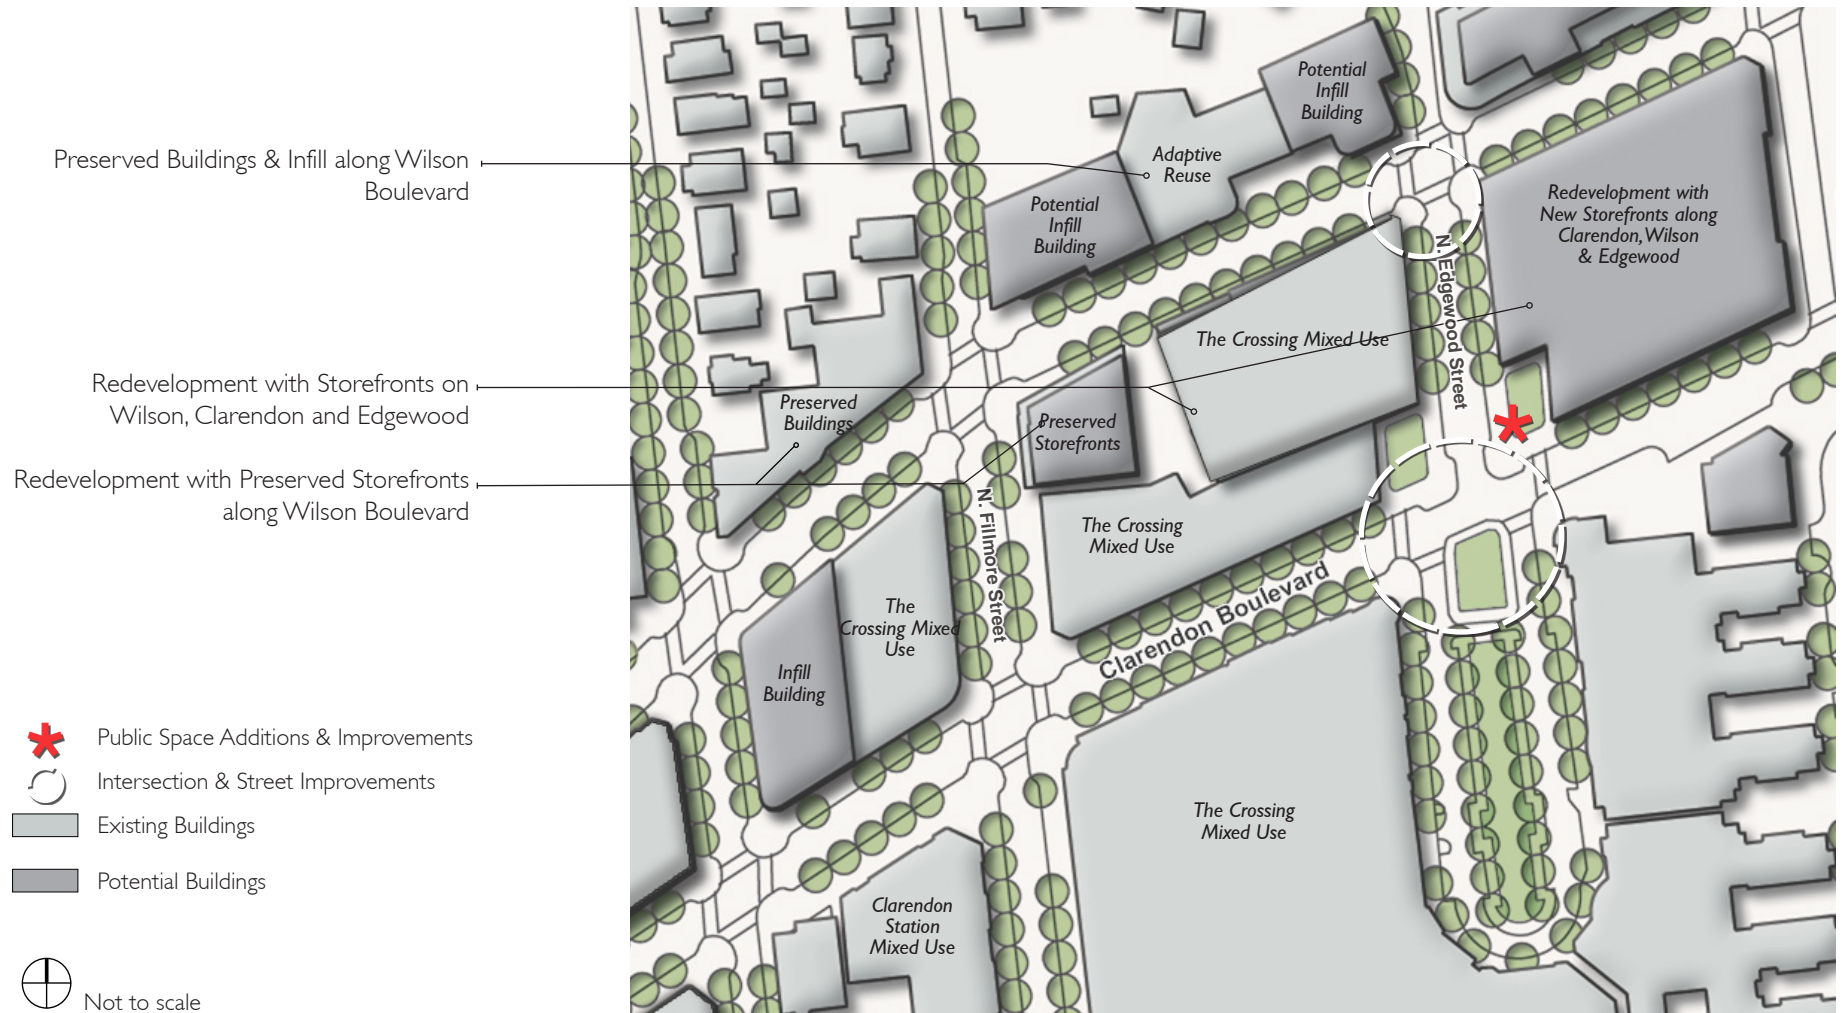 Preserved Buildings & Infill along Wilson
Boulevard
Redevelopment with Storefronts on
Wilson, Clarendon and Edgewood
Redevelopment with Preserved Storefronts
along Wilson Boulevard
Public Space Additions & Improvements
Intersection & Street Improvements
Existing Buildings
Potential Buildings
Not to scale
Potential
Infill
Building
Adaptive
Reuse
Potential
Infill
Building
Redevelopment with
New Storefronts along
Clarendon, Wilson
& Edgewood
N. Edgewood Street
The Crossing Mixed Use
Preserved
Buildings
Preserved
Storefronts
The Crossing
Mixed Use
N. Fillmore Street
Clarendon Boulevard
The
Crossing Mixed
Use
Infill
Building
The Crossing
Mixed Use
Clarendon
Station
Mixed Use